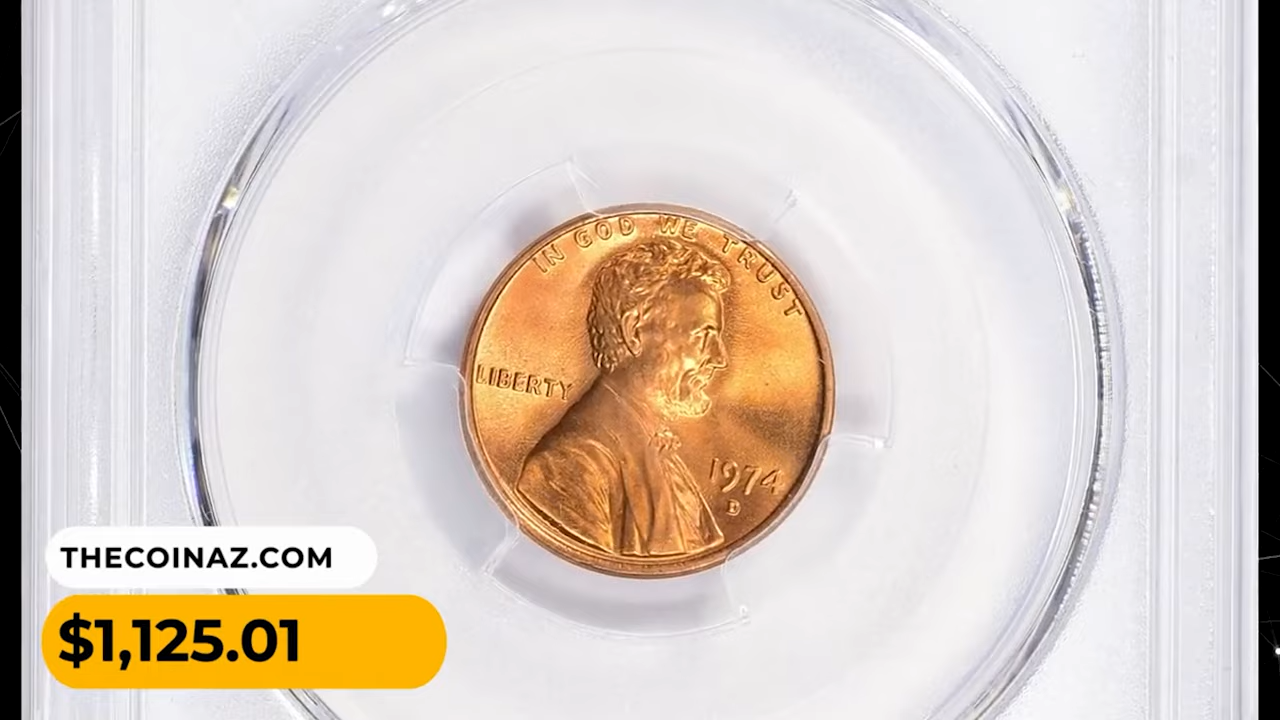 IN GOD WE TRUST
LIBERTY
1974
D
THECOINAZ.COM
$1,125.01